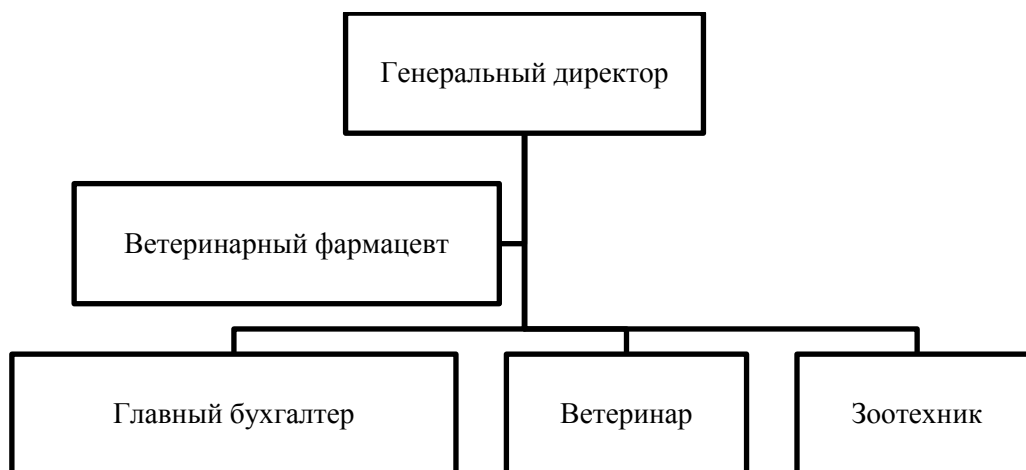 Генеральный директор
Ветеринарный фармацевт
Главный бухгалтер
Ветеринар
Зоотехник